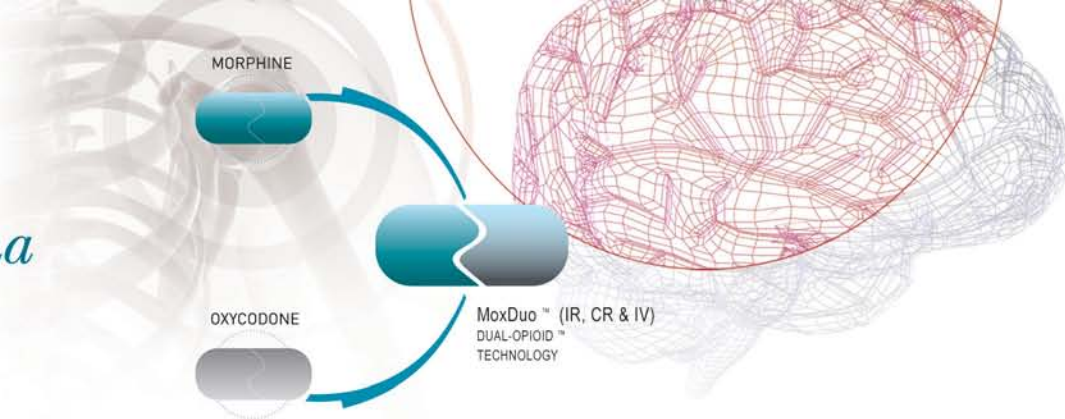 MORPHINE
OXYCODONE
MoxDuo ™ (IR, CR & IV)
DUAL-OPIOID ™
TECHNOLOGY